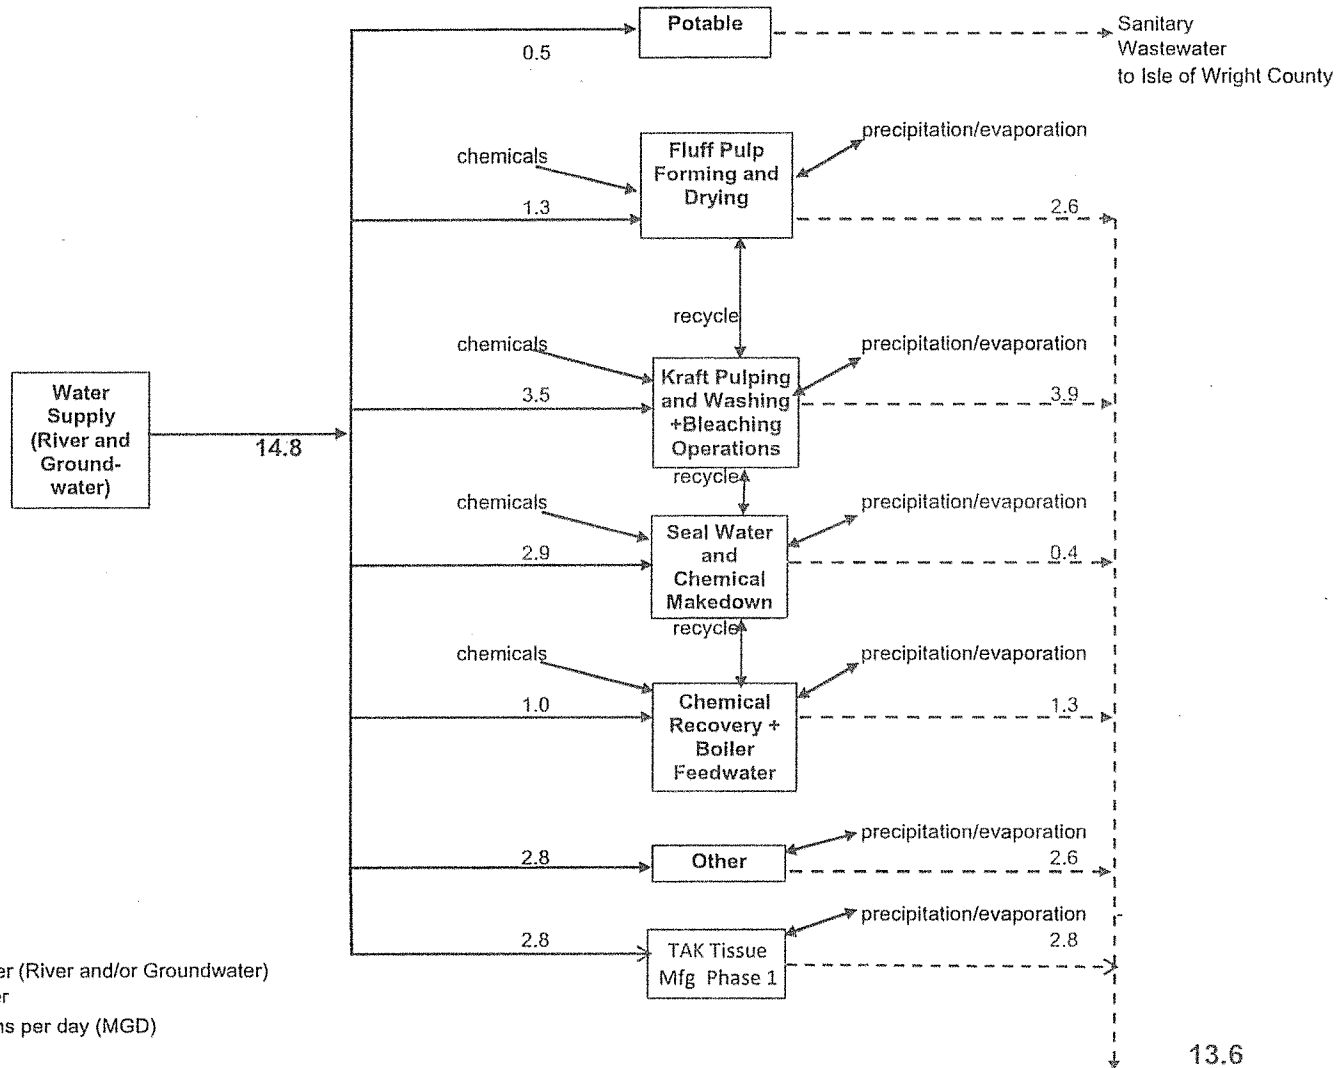 Potable
0.5
Sanitary
Wastewater
to Isle of Wright County
chemicals
Fluff Pulp
Forming and
Drying
precipitation/evaporation
1.3
2.6
recycle
chemicals
precipitation/evaporation
Water
Supply
(River and
Ground-
water)
14.8
3.5
Kraft Pulping
and Washing
+Bleaching
Operations
3.9
recycle
chemicals
precipitation/evaporation
2.9
Seal Water
and
Chemical
Makedown
0.4
recycle
chemicals
precipitation/evaporation
1.0
Chemical
Recovery +
Boiler
Feedwater
1.3
precipitation/evaporation
2.8
Other
2.6
precipitation/evaporation
2.8
TAK Tissue
Mfg Phase 1
2.8
er (River and/or Groundwater)
er
ns per day (MGD)
13.6